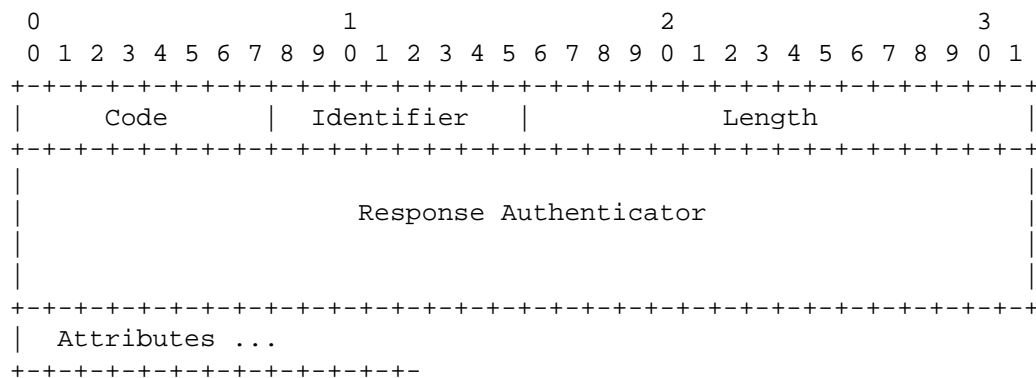 0                   1                   2                   3
 0 1 2 3 4 5 6 7 8 9 0 1 2 3 4 5 6 7 8 9 0 1 2 3 4 5 6 7 8 9 0 1
+-+-+-+-+-+-+-+-+-+-+-+-+-+-+-+-+-+-+-+-+-+-+-+-+-+-+-+-+-+-+-+-+
|     Code      |  Identifier   |            Length             |
+-+-+-+-+-+-+-+-+-+-+-+-+-+-+-+-+-+-+-+-+-+-+-+-+-+-+-+-+-+-+-+-+
|                                                               |
|                     Response Authenticator                    |
|                                                               |
|                                                               |
+-+-+-+-+-+-+-+-+-+-+-+-+-+-+-+-+-+-+-+-+-+-+-+-+-+-+-+-+-+-+-+-+
|  Attributes ...
+-+-+-+-+-+-+-+-+-+-+-+-+-